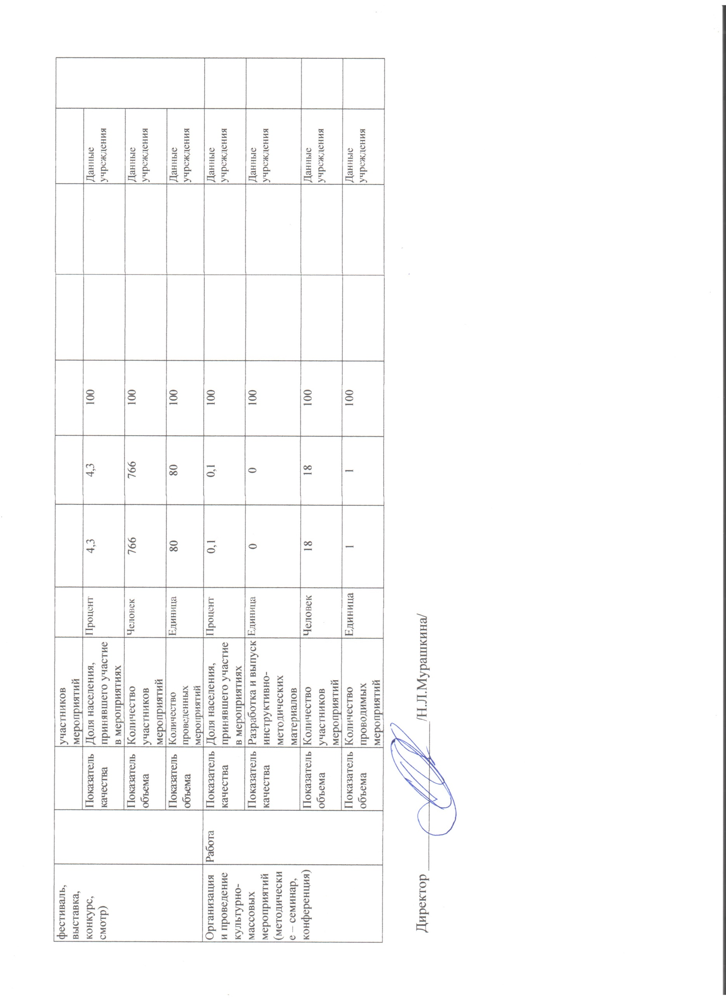 фестиваль,
выставка,
конкурс,
смотр)
участников
мероприятий
Показатель
качества
Доля населения,
принявшего участие
в мероприятиях
Процент
4,3
4,3
100
Данные
учреждения
Показатель
объема
Количество
участников
мероприятий
Человек
766
766
100
Данные
учреждения
Показатель
объема
Количество
проведенных
мероприятий
Единица
80
80
100
Данные
учреждения
Организация
и проведение
культурно-
массовых
мероприятий
(методически
е – семинар,
конференция)
Работа
Показатель
качества
Доля населения,
принявшего участие
в мероприятиях
Процент
0,1
0,1
100
Данные
учреждения
Показатель
качества
Разработка и выпуск
инструктивно-
методических
материалов
Единица
0
0
100
Данные
учреждения
Показатель
объема
Количество
участников
мероприятий
Человек
18
18
100
Данные
учреждения
Показатель
объема
Количество
проводимых
мероприятий
Единица
1
1
100
Данные
учреждения
Директор /Н.Л.Мурашкина/